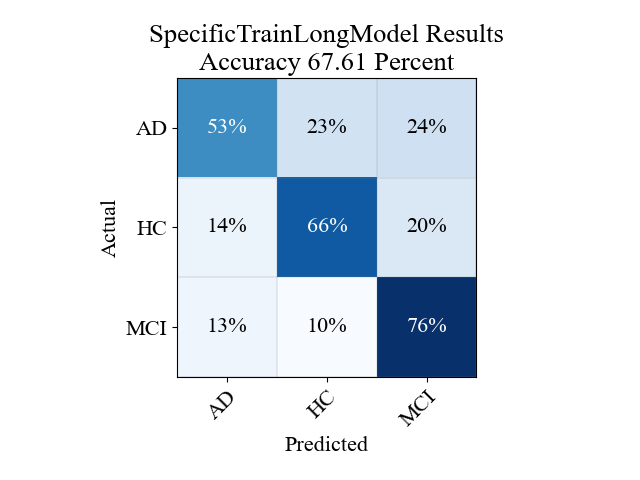 SpecificTrainLongModel Results
Accuracy 67.61 Percent
Actual
AD 53% 23% 24%
HC 14% 66% 20%
MCI 13% 10% 76%
AD HC MCI
Predicted